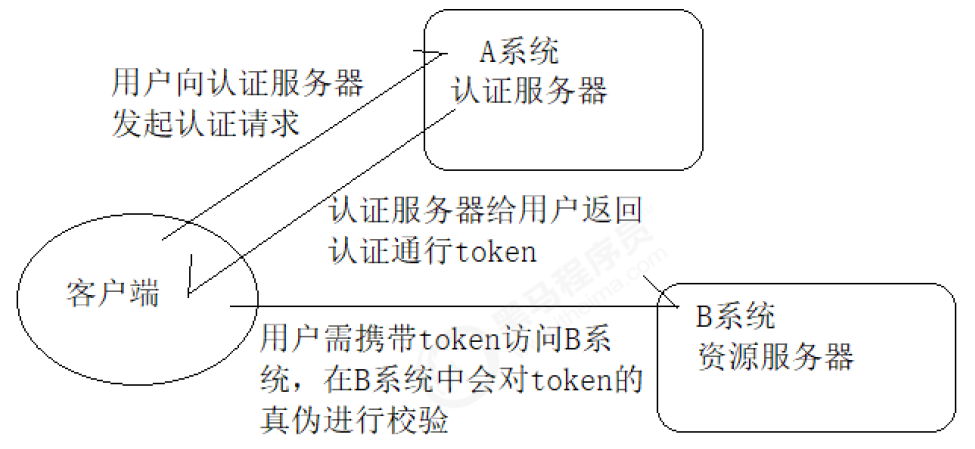 A系统
认证服务器
用户向认证服务器
发起认证请求
认证服务器给用户返回
认证通行token
客户端
B系统
资源服务器
用户需携带token访问B系
统，在B系统中会对token的
真伪进行校验
黑马程序员